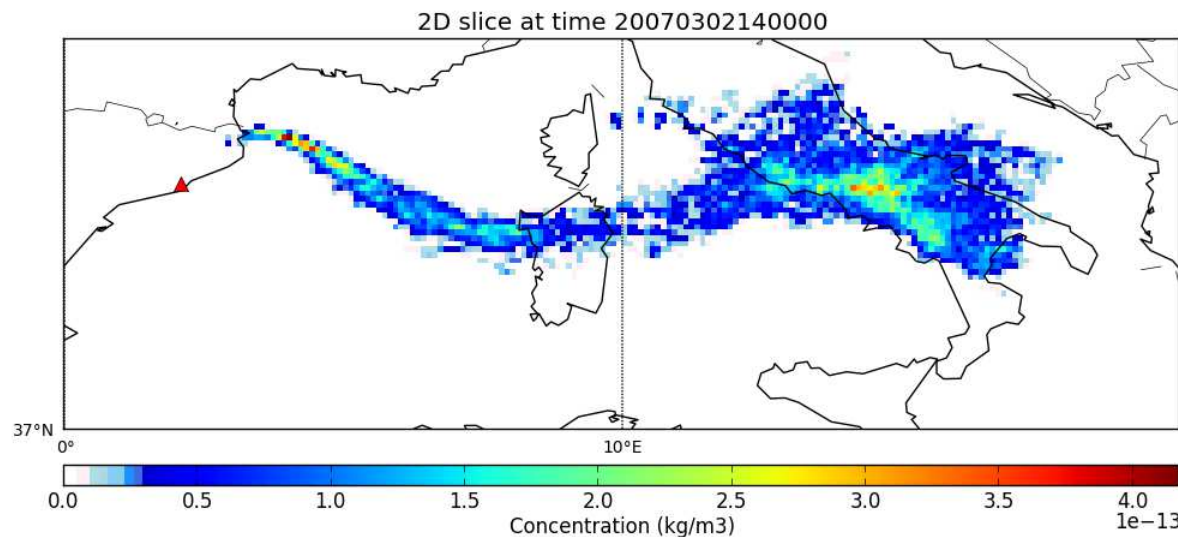 2D slice at time 20070302140000
37°N
0° 10°E
0.0 0.5 1.0 1.5 2.0 2.5 3.0 3.5 4.0
1e−13
Concentration (kg/m3)